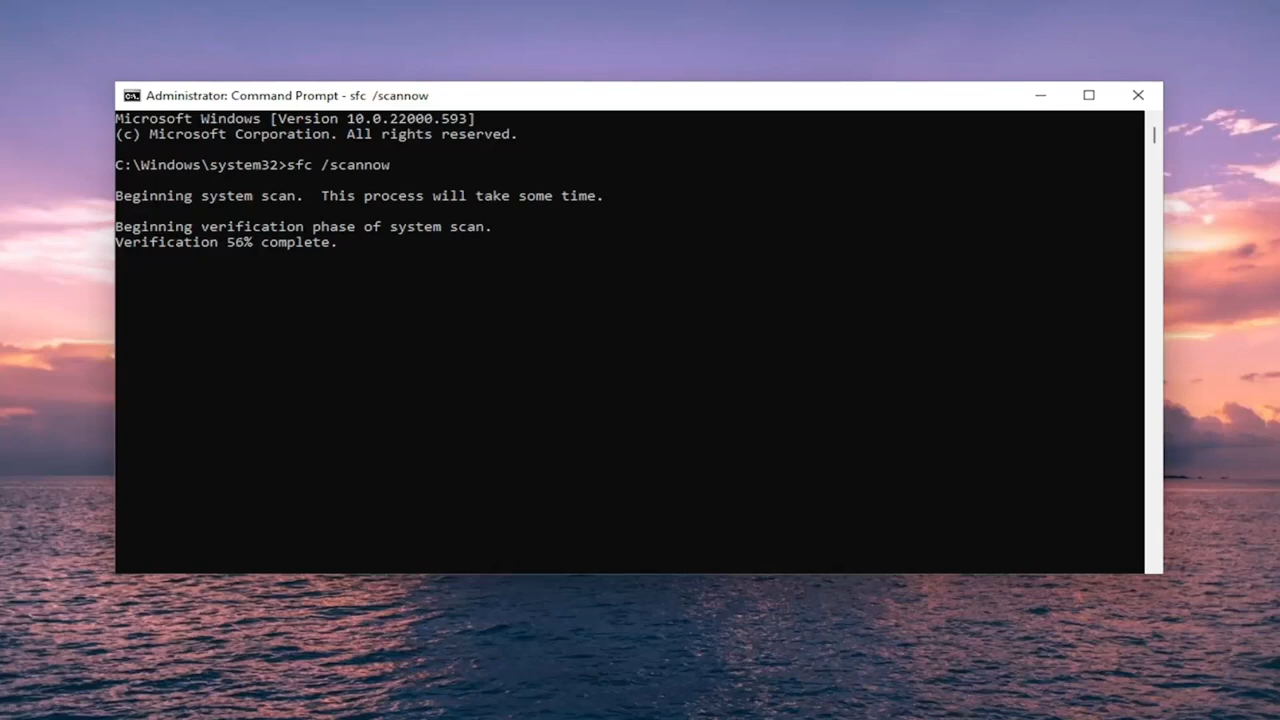 Administrator: Command Prompt - sfc  /scannow
Microsoft Windows [Version 10.0.22000.593]
(c) Microsoft Corporation. All rights reserved.
C:\Windows\system32>sfc /scannow
Beginning system scan.  This process will take some time.
Beginning verification phase of system scan.
Verification 56% complete.